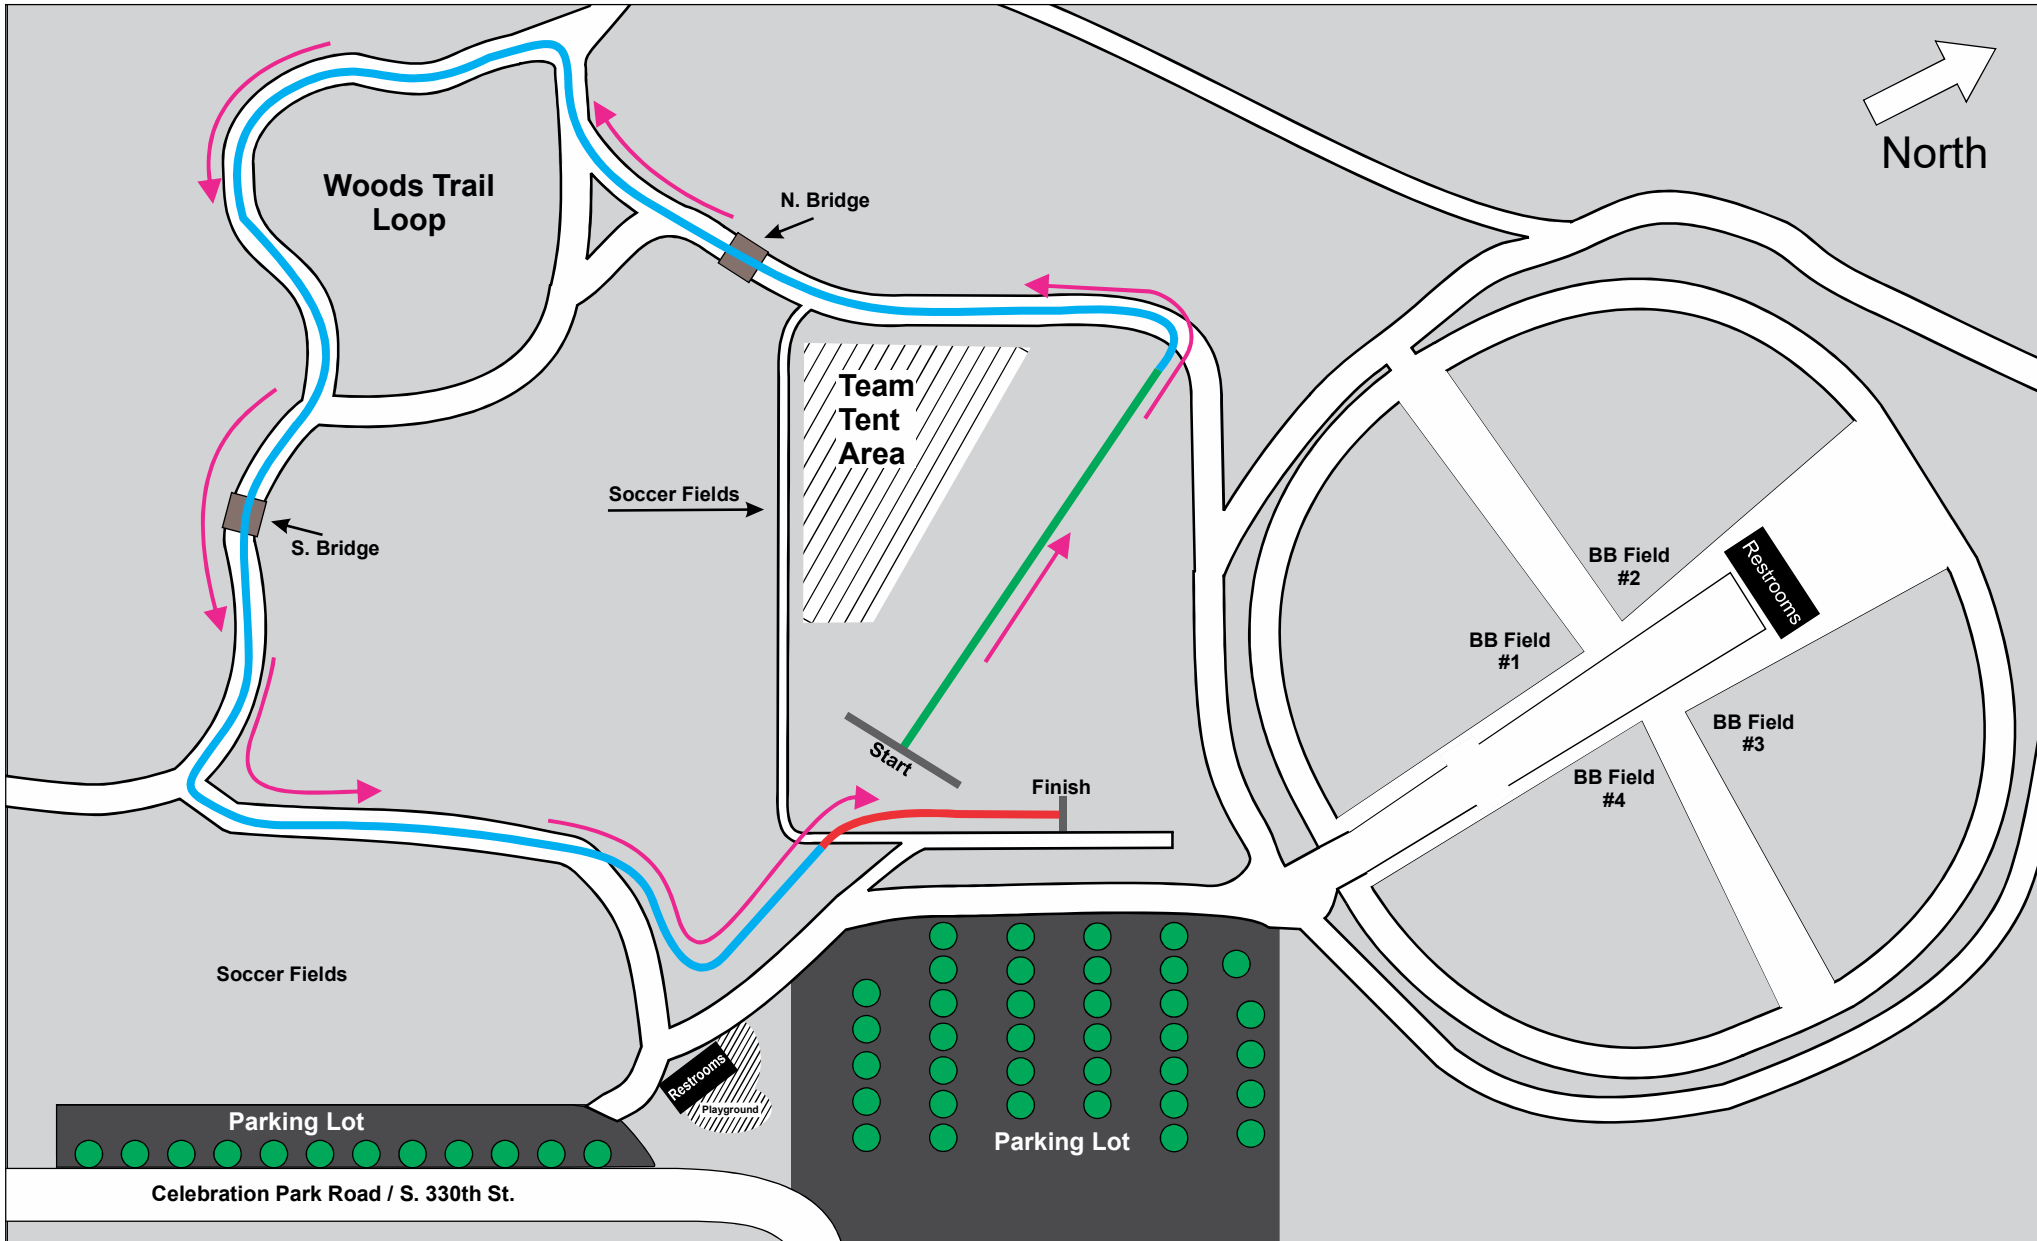 North
Woods Trail
Loop
N. Bridge
Team
Tent
Area
Soccer Fields
S. Bridge
BB Field
#2
Restrooms
BB Field
#1
BB Field
#3
Start
Finish
BB Field
#4
Soccer Fields
Restrooms
Playground
Parking Lot
Parking Lot
Celebration Park Road / S. 330th St.